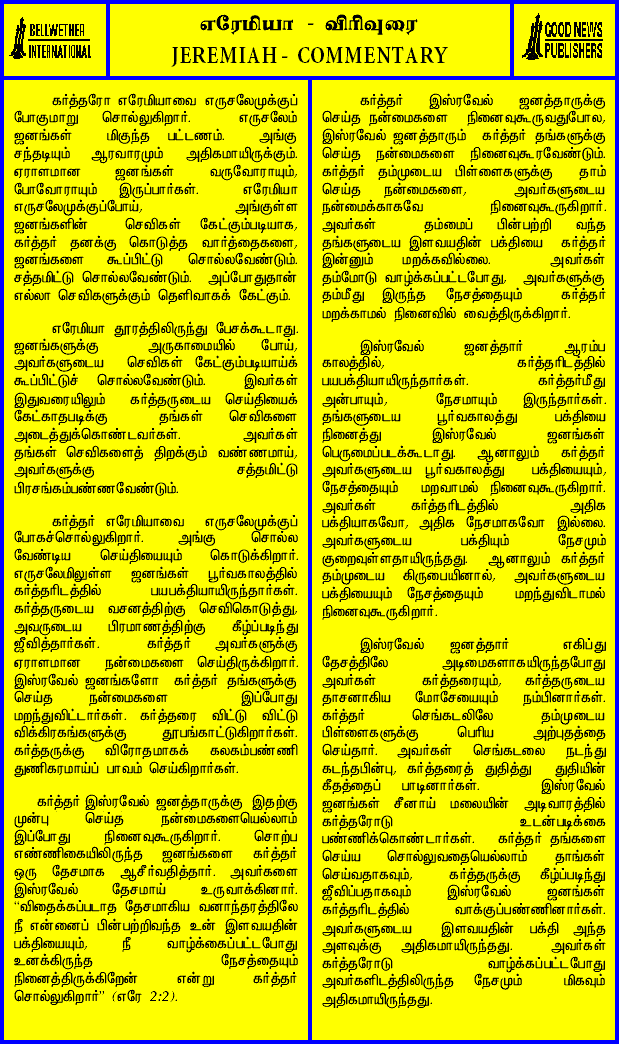 BELLWETHER
INTERNATIONAL
எரேமியா - விரிவுரை
JEREMIAH - COMMENTARY
GOOD NEWS
PUBLISHERS
கர்த்தரோ எரேமியாவை எருசலேமுக்குப்
போகுமாறு சொல்லுகிறார். எருசலேம்
ஜனங்கள் மிகுந்த பட்டணம். அங்கு
சந்தடியும் ஆரவாரமும் அதிகமாயிருக்கும்.
ஏராளமான ஜனங்கள் வருவோராயும்,
போவோராயும் இருப்பார்கள். எரேமியா
எருசலேமுக்குப்போய், அங்குள்ள
ஜனங்களின் செவிகள் கேட்கும்படியாக,
கர்த்தர் தனக்கு கொடுத்த வார்த்தைகளை,
ஜனங்களை கூப்பிட்டு சொல்லவேண்டும்.
சத்தமிட்டு சொல்லவேண்டும். அப்போதுதான்
எல்லா செவிகளுக்கும் தெளிவாகக் கேட்கும்.
எரேமியா தூரத்திலிருந்து பேசக்கூடாது.
ஜனங்களுக்கு அருகாமையில் போய்,
அவர்களுடைய செவிகள் கேட்கும்படியாய்க்
கூப்பிட்டுச் சொல்லவேண்டும். இவர்கள்
இதுவரையிலும் கர்த்தருடைய செய்தியைக்
கேட்காதபடிக்கு தங்கள் செவிகளை
அடைத்துக்கொண்டவர்கள். அவர்கள்
தங்கள் செவிகளைத் திறக்கும் வண்ணமாய்,
அவர்களுக்கு சத்தமிட்டு
பிரசங்கம்பண்ணவேண்டும்.
கர்த்தர் எரேமியாவை எருசலேமுக்குப்
போகச்சொல்லுகிறார். அங்கு சொல்ல
வேண்டிய செய்தியையும் கொடுக்கிறார்.
எருசலேமிலுள்ள ஜனங்கள் பூர்வகாலத்தில்
கர்த்தரிடத்தில் பயபக்தியாயிருந்தார்கள்.
கர்த்தருடைய வசனத்திற்கு செவிகொடுத்து,
அவருடைய பிரமாணத்திற்கு கீழ்ப்படிந்து
ஜீவித்தார்கள். கர்த்தர் அவர்களுக்கு
ஏராளமான நன்மைகளை செய்திருக்கிறார்.
இஸ்ரவேல் ஜனங்களோ கர்த்தர் தங்களுக்கு
செய்த நன்மைகளை இப்போது
மறந்துவிட்டார்கள். கர்த்தரை விட்டு விட்டு
விக்கிரகங்களுக்கு தூபங்காட்டுகிறார்கள்.
கர்த்தருக்கு விரோதமாகக் கலகம்பண்ணி
துணிகரமாய்ப் பாவம் செய்கிறார்கள்.
கர்த்தர் இஸ்ரவேல் ஜனத்தாருக்கு இதற்கு
முன்பு செய்த நன்மைகளையெல்லாம்
இப்போது நினைவுகூருகிறார். சொற்ப
எண்ணிகையிலிருந்த ஜனங்களை கர்த்தர்
ஒரு தேசமாக ஆசீர்வதித்தார். அவர்களை
இஸ்ரவேல் தேசமாய் உருவாக்கினார்.
“விதைக்கப்படாத தேசமாகிய வனாந்தரத்திலே
நீ என்னைப் பின்பற்றிவந்த உன் இளவயதின்
பக்தியையும், நீ வாழ்க்கைப்பட்டபோது
உனக்கிருந்த நேசத்தையும்
நினைத்திருக்கிறேன் என்று கர்த்தர்
சொல்லுகிறார்” (எரே 2:2).
கர்த்தர் இஸ்ரவேல் ஜனத்தாருக்கு
செய்த நன்மைகளை நினைவுகூருவதுபோல,
இஸ்ரவேல் ஜனத்தாரும் கர்த்தர் தங்களுக்கு
செய்த நன்மைகளை நினைவுகூரவேண்டும்.
கர்த்தர் தம்முடைய பிள்ளைகளுக்கு தாம்
செய்த நன்மைகளை, அவர்களுடைய
நன்மைக்காகவே நினைவுகூருகிறார்.
அவர்கள் தம்மைப் பின்பற்றி வந்த
தங்களுடைய இளவயதின் பக்தியை கர்த்தர்
இன்னும் மறக்கவில்லை. அவர்கள்
தம்மோடு வாழ்க்கப்பட்டபோது, அவர்களுக்கு
தம்மீது இருந்த நேசத்தையும் கர்த்தர்
மறக்காமல் நினைவில் வைத்திருக்கிறார்.
இஸ்ரவேல் ஜனத்தார் ஆரம்ப
காலத்தில், கர்த்தரிடத்தில்
பயபக்தியாயிருந்தார்கள். கர்த்தர்மீது
அன்பாயும், நேசமாயும் இருந்தார்கள்.
தங்களுடைய பூர்வகாலத்து பக்தியை
நினைத்து இஸ்ரவேல் ஜனங்கள்
பெருமைப்படக்கூடாது. ஆனாலும் கர்த்தர்
அவர்களுடைய பூர்வகாலத்து பக்தியையும்,
நேசத்தையும் மறவாமல் நினைவுகூருகிறார்.
அவர்கள் கர்த்தரிடத்தில் அதிக
பக்தியாகவோ, அதிக நேசமாகவோ இல்லை.
அவர்களுடைய பக்தியும் நேசமும்
குறைவுள்ளதாயிருந்தது. ஆனாலும் கர்த்தர்
தம்முடைய கிருபையினால், அவர்களுடைய
பக்தியையும் நேசத்தையும் மறந்துவிடாமல்
நினைவுகூருகிறார்.
இஸ்ரவேல் ஜனத்தார் எகிப்து
தேசத்திலே அடிமைகளாகயிருந்தபோது
அவர்கள் கர்த்தரையும், கர்த்தருடைய
தாசனாகிய மோசேயையும் நம்பினார்கள்.
கர்த்தர் செங்கடலிலே தம்முடைய
பிள்ளைகளுக்கு பெரிய அற்புதத்தை
செய்தார். அவர்கள் செங்கடலை நடந்து
கடந்தபின்பு, கர்த்தரைத் துதித்து துதியின்
கீதத்தைப் பாடினார்கள். இஸ்ரவேல்
ஜனங்கள் சீனாய் மலையின் அடிவாரத்தில்
கர்த்தரோடு உடன்படிக்கை
பண்ணிக்கொண்டார்கள். கர்த்தர் தங்களை
செய்ய சொல்லுவதையெல்லாம் தாங்கள்
செய்வதாகவும், கர்த்தருக்கு கீழ்ப்படிந்து
ஜீவிப்பதாகவும் இஸ்ரவேல் ஜனங்கள்
கர்த்தரிடத்தில் வாக்குப்பண்ணினார்கள்.
அவர்களுடைய இளவயதின் பக்தி அந்த
அளவுக்கு அதிகமாயிருந்தது. அவர்கள்
கர்த்தரோடு வாழ்க்கப்பட்டபோது
அவர்களிடத்திலிருந்த நேசமும் மிகவும்
அதிகமாயிருந்தது.